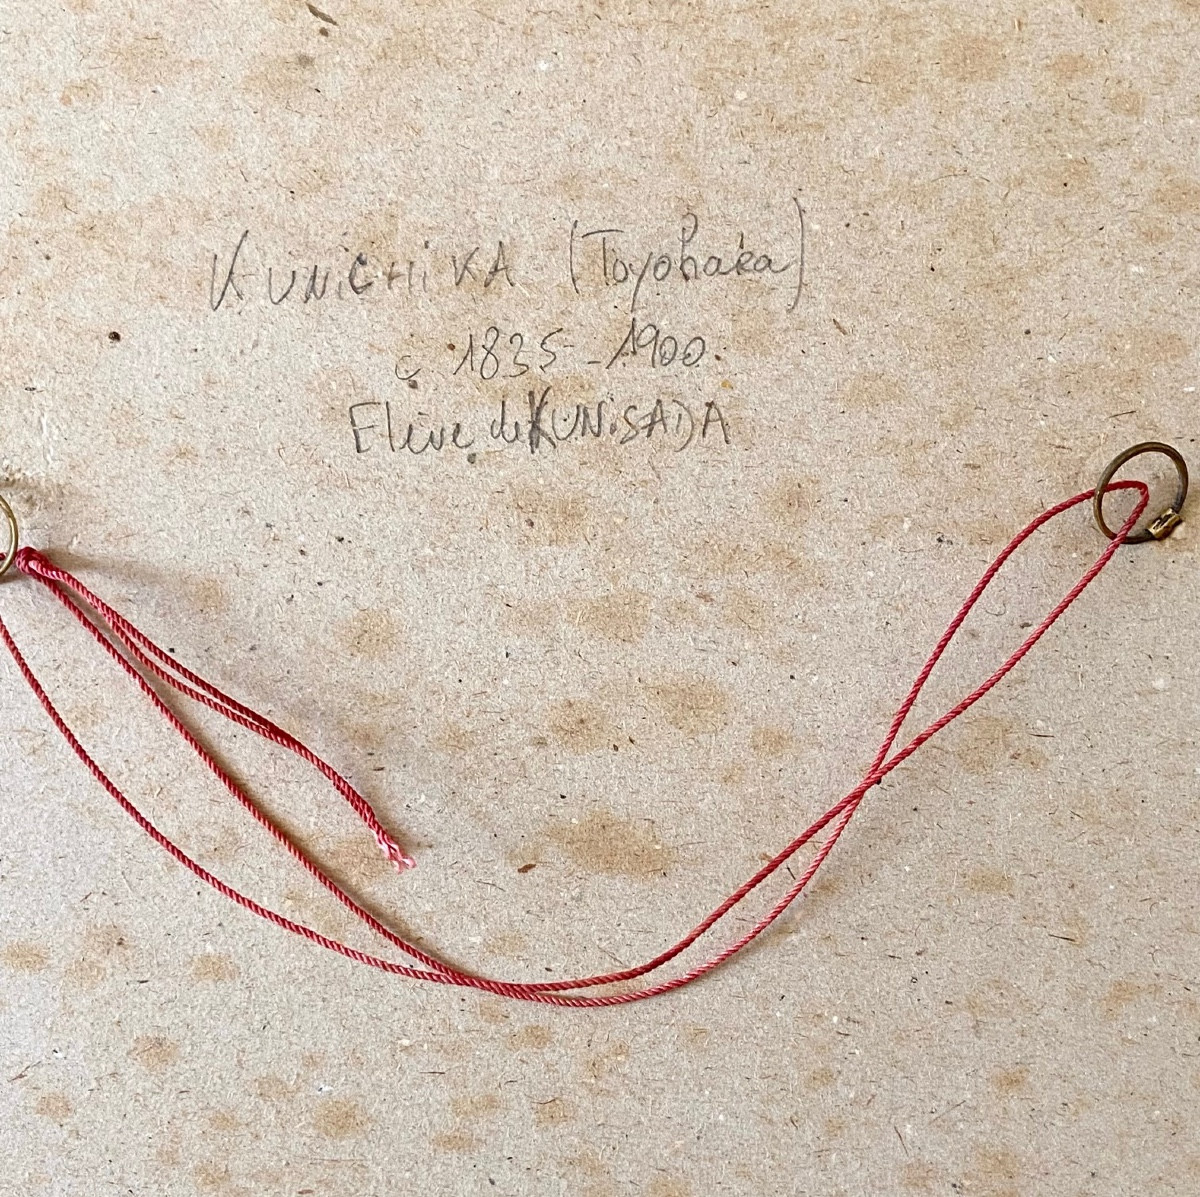 KUNiCHiKA (Toyohara)
c 1835-1900.
Elève de KUNiSADA